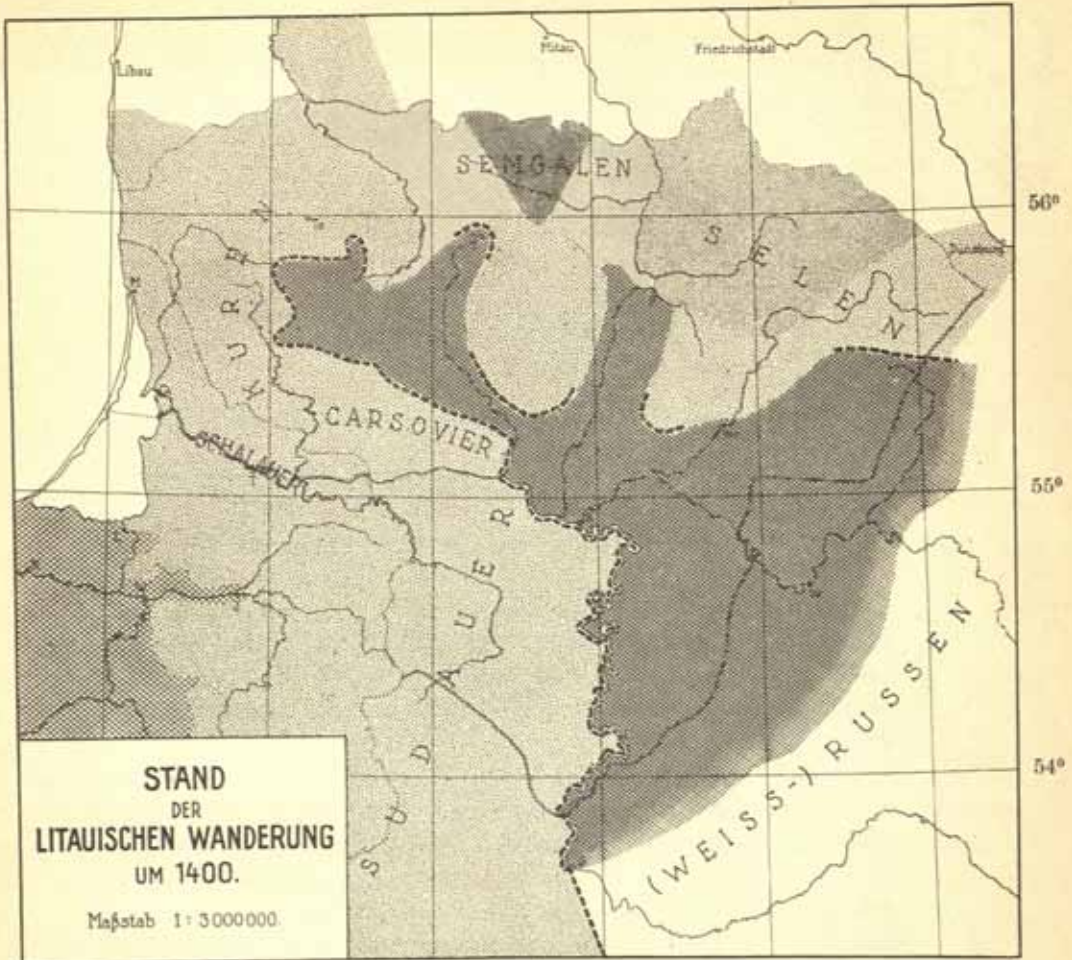 Libau
Mitau
Friedrichstadt
SEMGALEN
56°
SELEN
Dünaburg
KUREN
CARSOVIER
SCHALAUER
55°
SUDAUER
54°
(WEISS-) RUSSEN
STAND
DER
LITAUISCHEN WANDERUNG
UM 1400.
Maßstab 1:3000000.